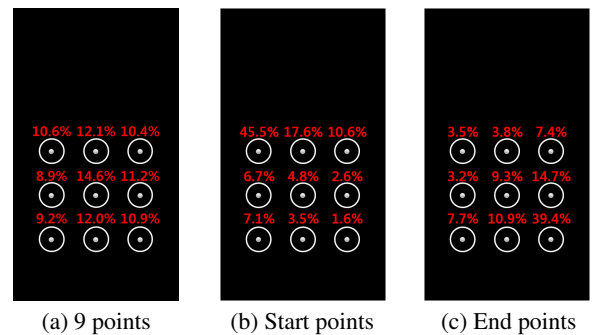 10.6% 12.1% 10.4%
8.9% 14.6% 11.2%
9.2% 12.0% 10.9%
(a) 9 points
45.5% 17.6% 10.6%
6.7% 4.8% 2.6%
7.1% 3.5% 1.6%
(b) Start points
3.5% 3.8% 7.4%
3.2% 9.3% 14.7%
7.7% 10.9% 39.4%
(c) End points